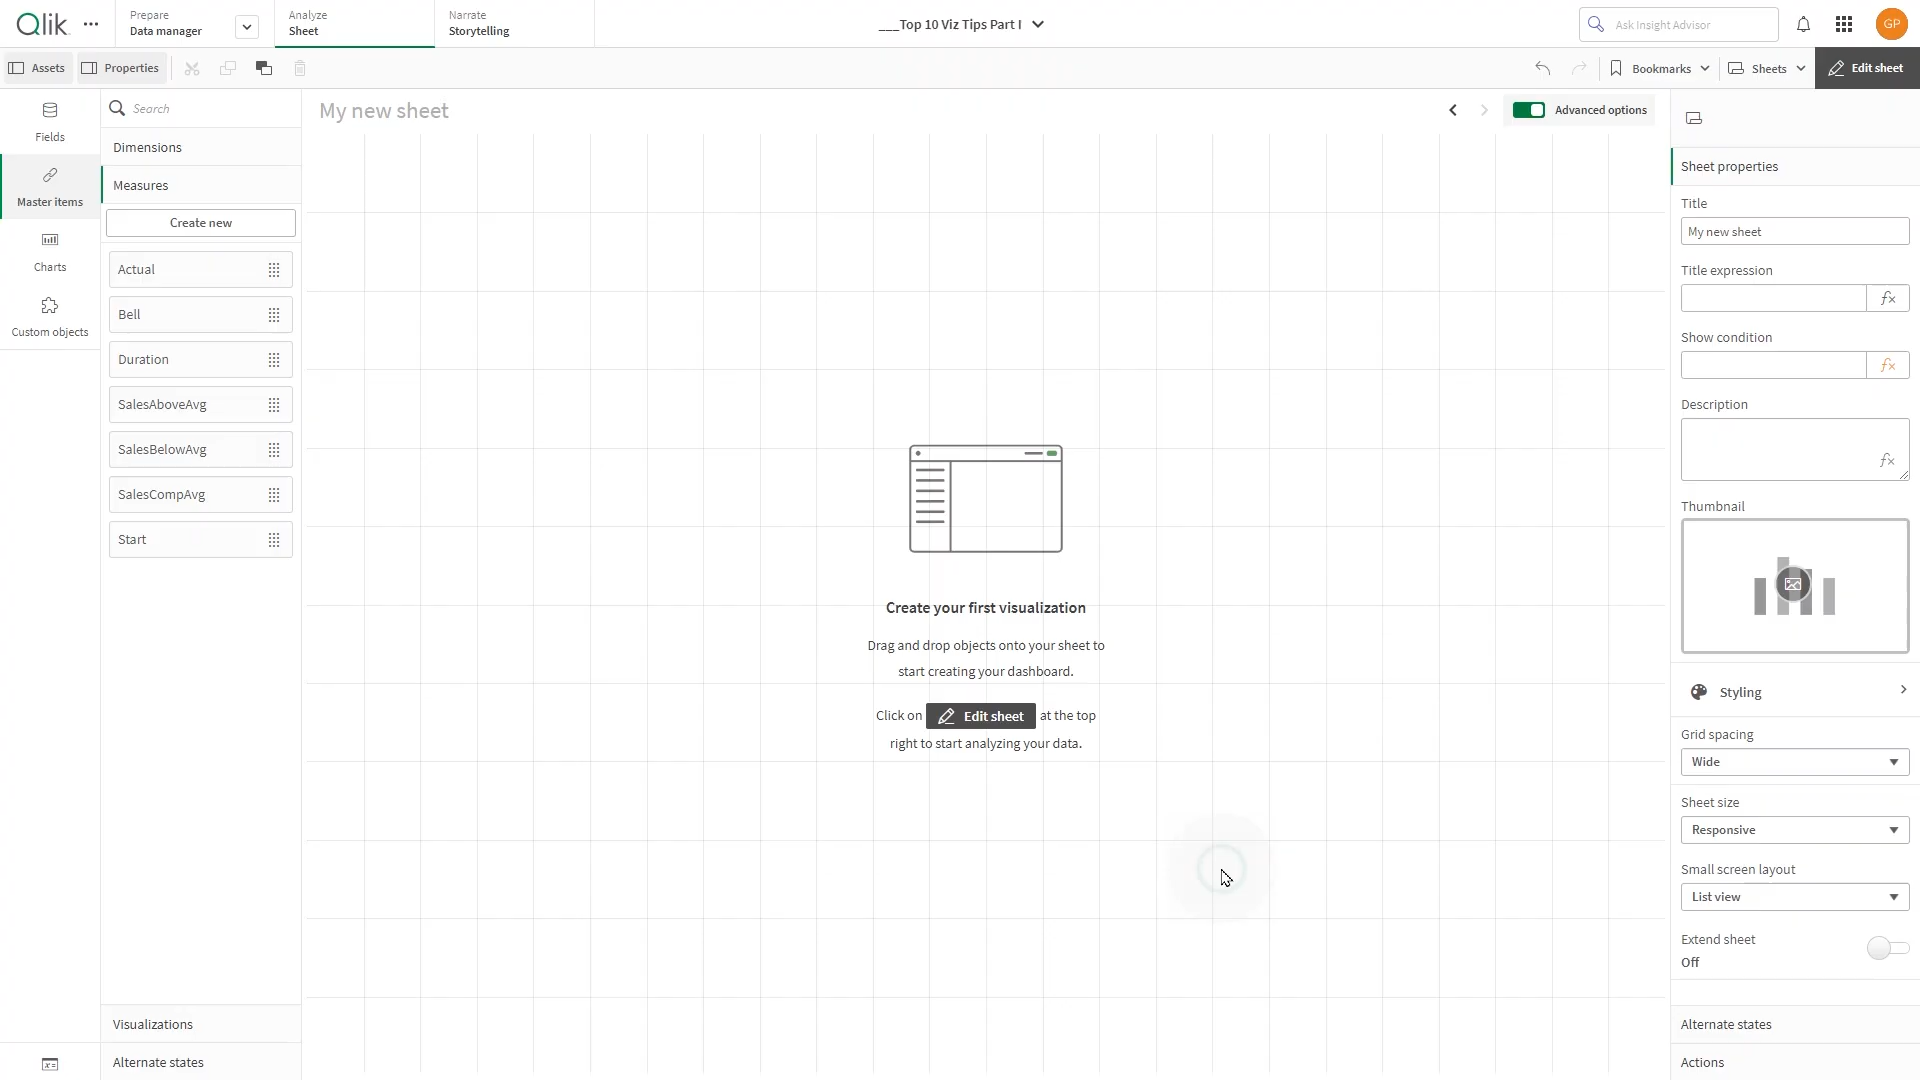 Qlik
Prepare
Data manager
Analyze
Sheet
Narrate
Storytelling
___Top 10 Viz Tips Part I
Ask Insight Advisor
GP
Assets
Properties
Bookmarks
Sheets
Edit sheet
Fields
Master items
Charts
Custom objects
Search
Dimensions
Measures
Create new
Actual
Bell
Duration
SalesAboveAvg
SalesBelowAvg
SalesCompAvg
Start
Visualizations
Alternate states
My new sheet
Advanced options
Create your first visualization
Drag and drop objects onto your sheet to
start creating your dashboard.
Click on Edit sheet at the top
right to start analyzing your data.
Sheet properties
Title
My new sheet
Title expression
fx
Show condition
fx
Description
fx
Thumbnail
Styling
Grid spacing
Wide
Sheet size
Responsive
Small screen layout
List view
Extend sheet
Off
Alternate states
Actions